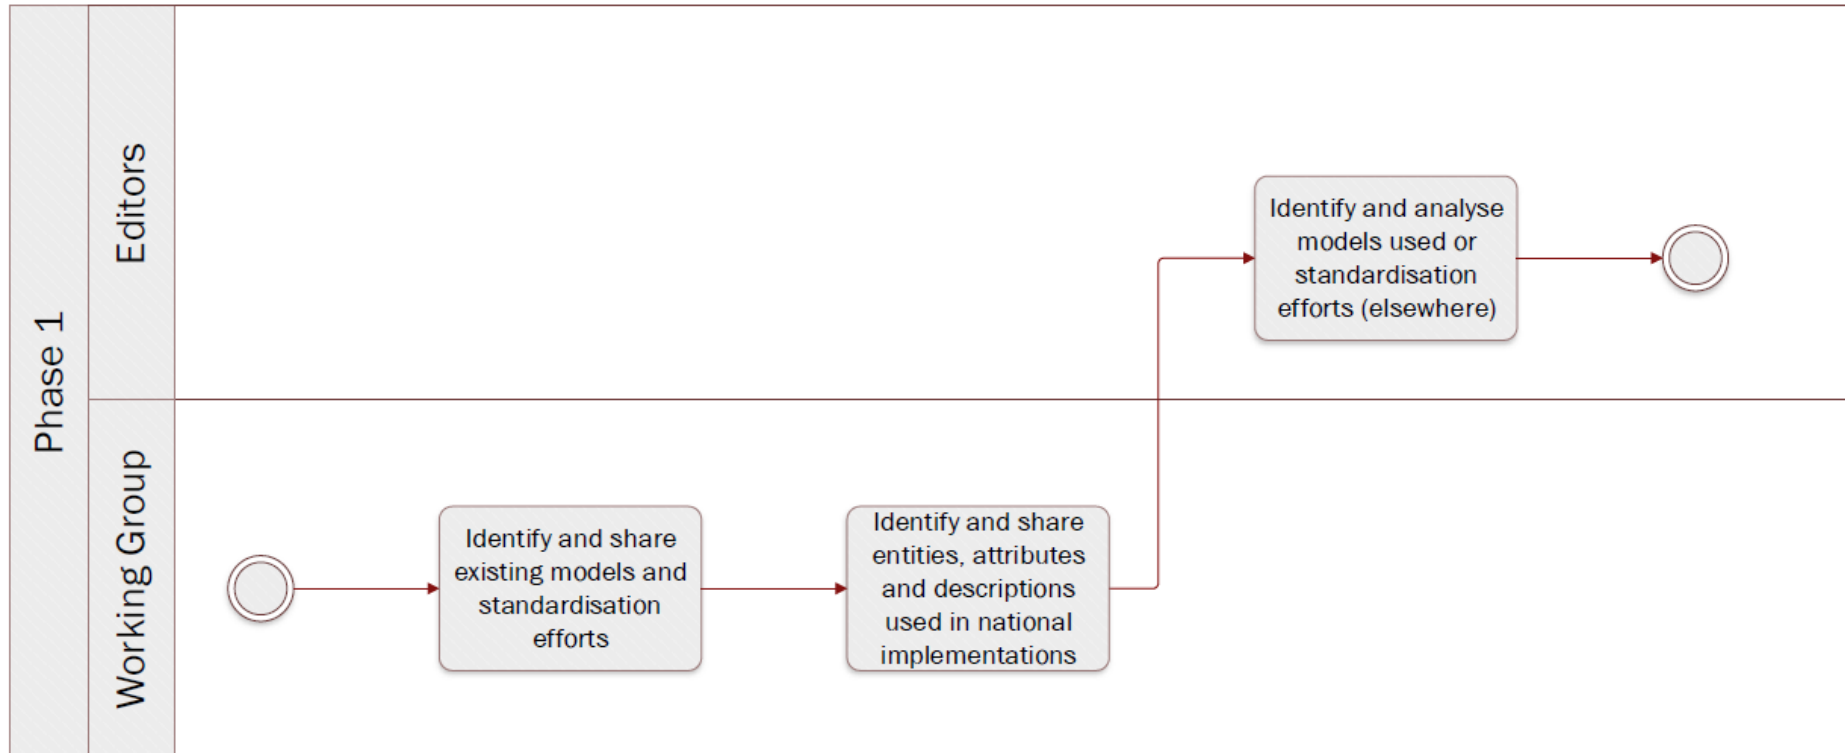 Phase 1
Editors
Identify and analyse
models used or
standardisation
efforts (elsewhere)
Working Group
Identify and share
existing models and
standardisation
efforts
Identify and share
entities, attributes
and descriptions
used in national
implementations